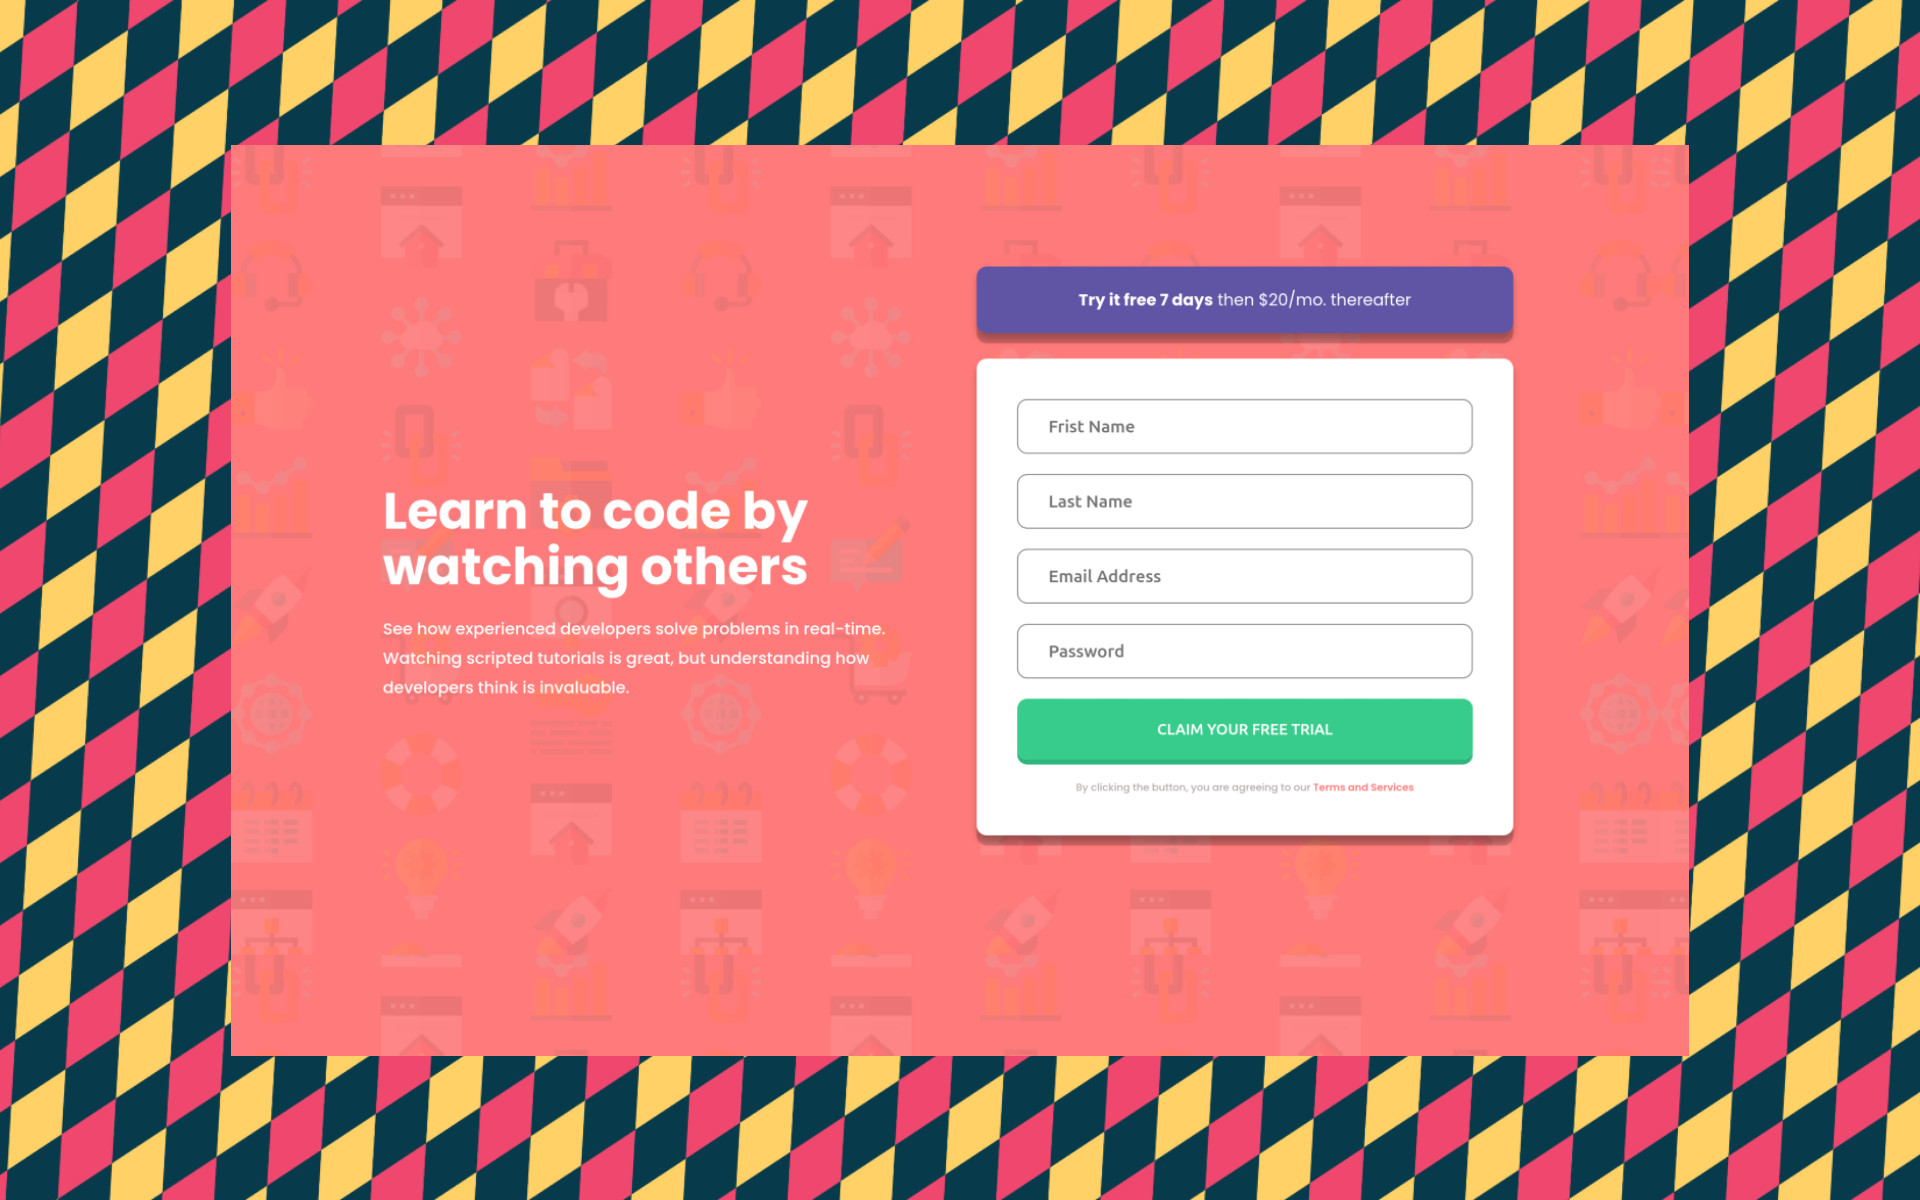 Learn to code by
watching others
See how experienced developers solve problems in real-time.
Watching scripted tutorials is great, but understanding how
developers think is invaluable.
Try it free 7 days then $20/mo. thereafter
Frist Name
Last Name
Email Address
Password
CLAIM YOUR FREE TRIAL
By clicking the button, you are agreeing to our Terms and Services